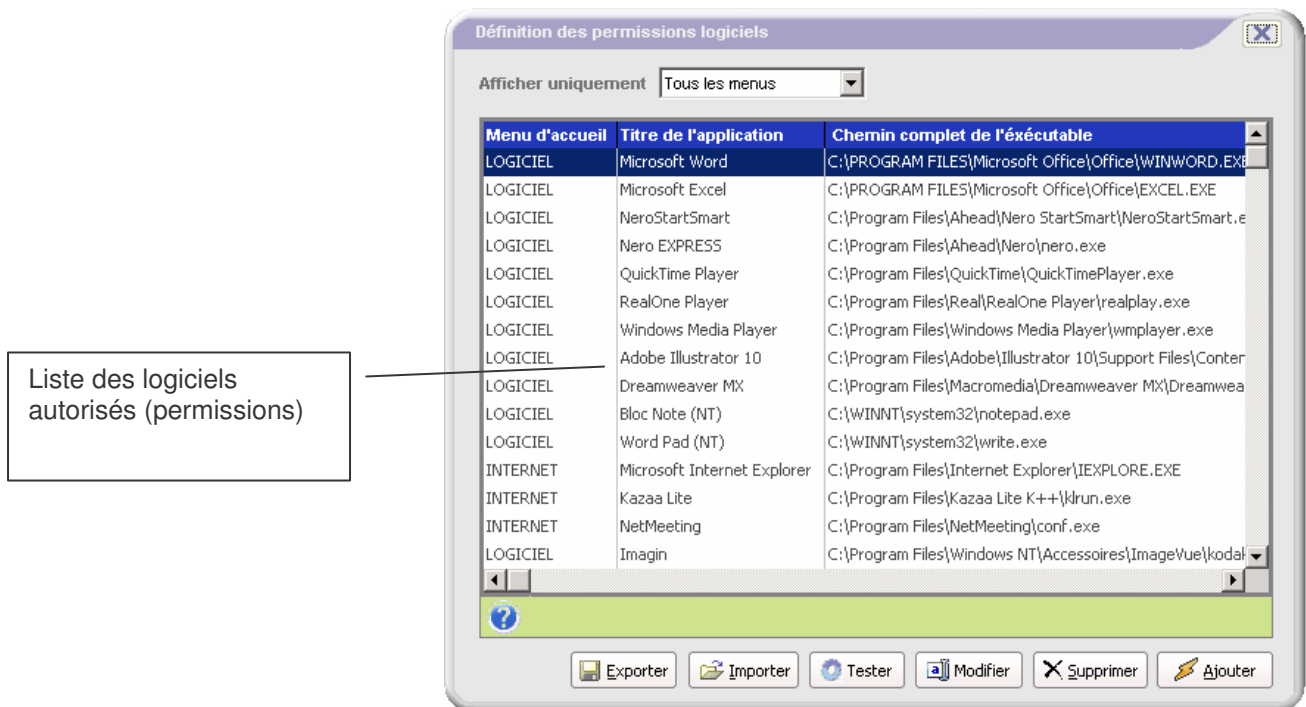 Définition des permissions logiciels
Afficher uniquement Tous les menus
Menu d'accueil Titre de l'application Chemin complet de l'éxécutable
LOGICIEL Microsoft Word C:\PROGRAM FILES\Microsoft Office\Office\WINWORD.EXE
LOGICIEL Microsoft Excel C:\PROGRAM FILES\Microsoft Office\Office\EXCEL.EXE
LOGICIEL NeroStartSmart C:\Program Files\Ahead\Nero StartSmart\NeroStartSmart.e
LOGICIEL Nero EXPRESS C:\Program Files\Ahead\Nero\nero.exe
LOGICIEL QuickTime Player C:\Program Files\QuickTime\QuickTimePlayer.exe
LOGICIEL RealOne Player C:\Program Files\Real\RealOne Player\realplay.exe
LOGICIEL Windows Media Player C:\Program Files\Windows Media Player\wmplayer.exe
LOGICIEL Adobe Illustrator 10 C:\Program Files\Adobe\Illustrator 10\Support Files\Conten
LOGICIEL Dreamweaver MX C:\Program Files\Macromedia\Dreamweaver MX\Dreamwea
LOGICIEL Bloc Note (NT) C:\WINNT\system32\notepad.exe
LOGICIEL Word Pad (NT) C:\WINNT\system32\write.exe
INTERNET Microsoft Internet Explorer C:\Program Files\Internet Explorer\IEXPLORE.EXE
INTERNET Kazaa Lite C:\Program Files\Kazaa Lite K++\klrun.exe
INTERNET NetMeeting C:\Program Files\NetMeeting\conf.exe
LOGICIEL Imagin C:\Program Files\Windows NT\Accessoires\ImageVue\kodak
Liste des logiciels
autorisés (permissions)
Exporter Importer Tester Modifier Supprimer Ajouter